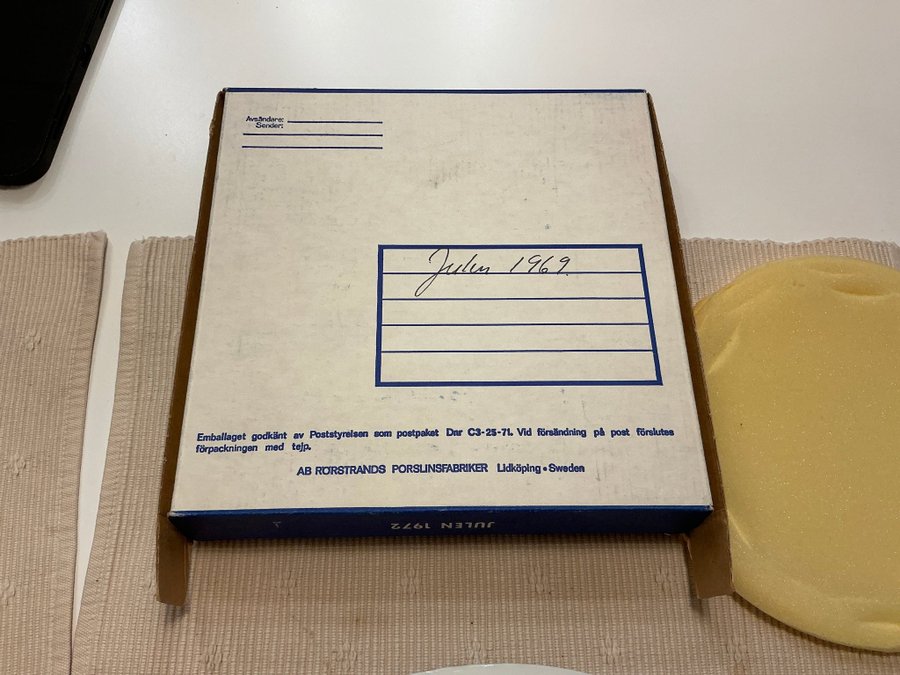 Avsändare:
Sender:
Julen 1969.
Emballaget godkänt av Poststyrelsen som postpaket Dnr C3-25-71. Vid försändning på post förslutes
förpackningen med tejp.
AB RÖRSTRANDS PORSLINSFABRIKER Lidköping • Sweden
JULEN 1972